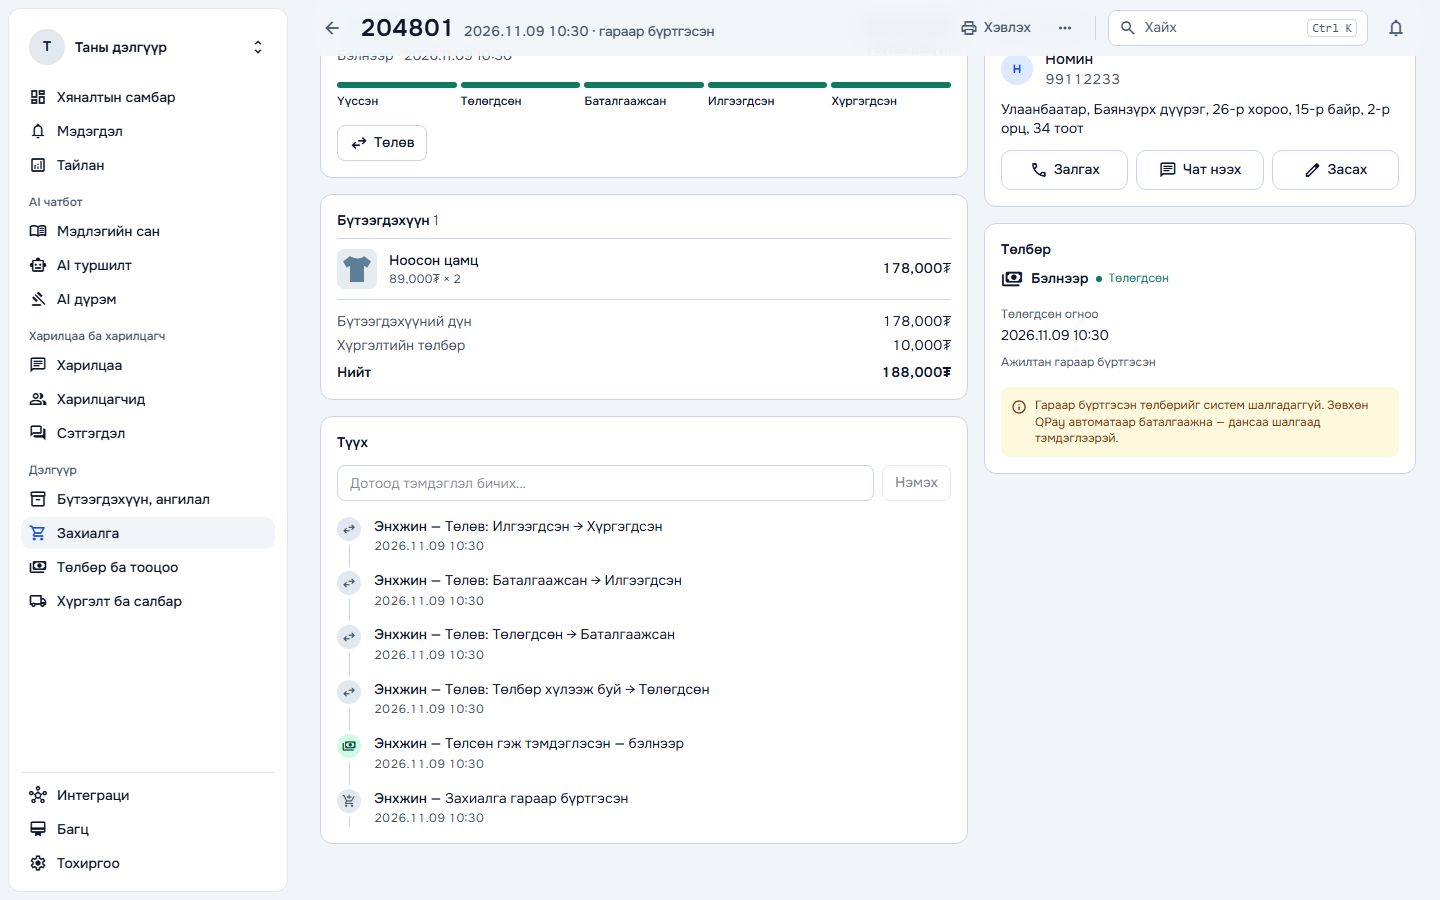 Т
Таны дэлгүүр
Хяналтын самбар
Мэдэгдэл
Тайлан
AI чатбот
Мэдлэгийн сан
AI туршилт
AI дүрэм
Харилцаа ба харилцагч
Харилцаа
Харилцагчид
Сэтгэгдэл
Дэлгүүр
Бүтээгдэхүүн, ангилал
Захиалга
Төлбөр ба тооцоо
Хүргэлт ба салбар
Интеграци
Багц
Тохиргоо
204801 2026.11.09 10:30 · гараар бүртгэсэн
Хэвлэх
Хайх
Ctrl K
Бэлнээр · 2026.11.09 10:30
Үүссэн
Төлөгдсөн
Баталгаажсан
Илгээгдсэн
Хүргэгдсэн
Төлөв
Бүтээгдэхүүн 1
Ноосон цамц
89,000₮ × 2
178,000₮
Бүтээгдэхүүний дүн 178,000₮
Хүргэлтийн төлбөр 10,000₮
Нийт 188,000₮
Түүх
Дотоод тэмдэглэл бичих...
Нэмэх
Энхжин — Төлөв: Илгээгдсэн → Хүргэгдсэн
2026.11.09 10:30
Энхжин — Төлөв: Баталгаажсан → Илгээгдсэн
2026.11.09 10:30
Энхжин — Төлөв: Төлөгдсөн → Баталгаажсан
2026.11.09 10:30
Энхжин — Төлөв: Төлбөр хүлээж буй → Төлөгдсөн
2026.11.09 10:30
Энхжин — Төлсөн гэж тэмдэглэсэн — бэлнээр
2026.11.09 10:30
Энхжин — Захиалга гараар бүртгэсэн
2026.11.09 10:30
Н
Номин
99112233
Улаанбаатар, Баянзүрх дүүрэг, 26-р хороо, 15-р байр, 2-р
орц, 34 тоот
Залгах
Чат нээх
Засах
Төлбөр
Бэлнээр
Төлөгдсөн
Төлөгдсөн огноо
2026.11.09 10:30
Ажилтан гараар бүртгэсэн
Гараар бүртгэсэн төлбөрийг систем шалгадаггүй. Зөвхөн
QPay автоматаар баталгаажна — дансаа шалгаад
тэмдэглээрэй.